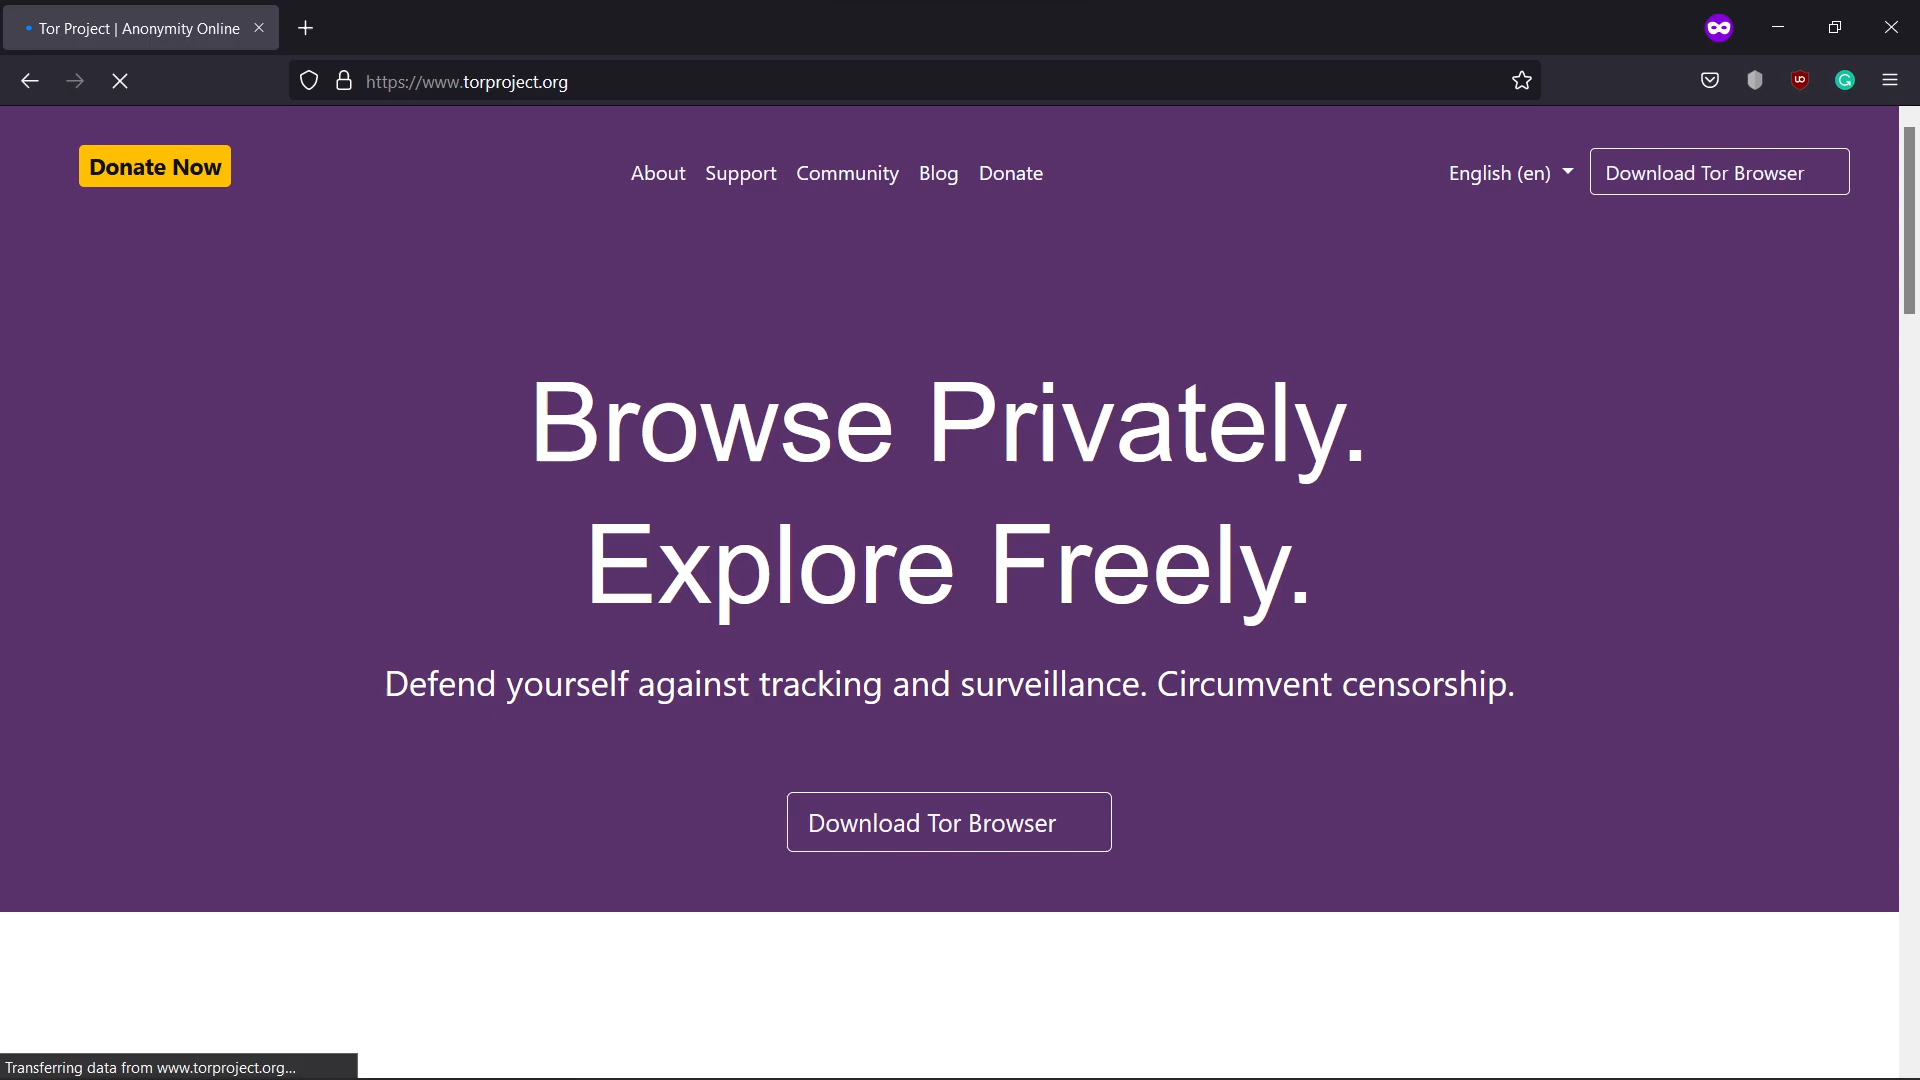 Tor Project | Anonymity Online
https://www.torproject.org
Donate Now
About Support Community Blog Donate
English (en)
Download Tor Browser
Browse Privately.
Explore Freely.
Defend yourself against tracking and surveillance. Circumvent censorship.
Download Tor Browser
Transferring data from www.torproject.org...